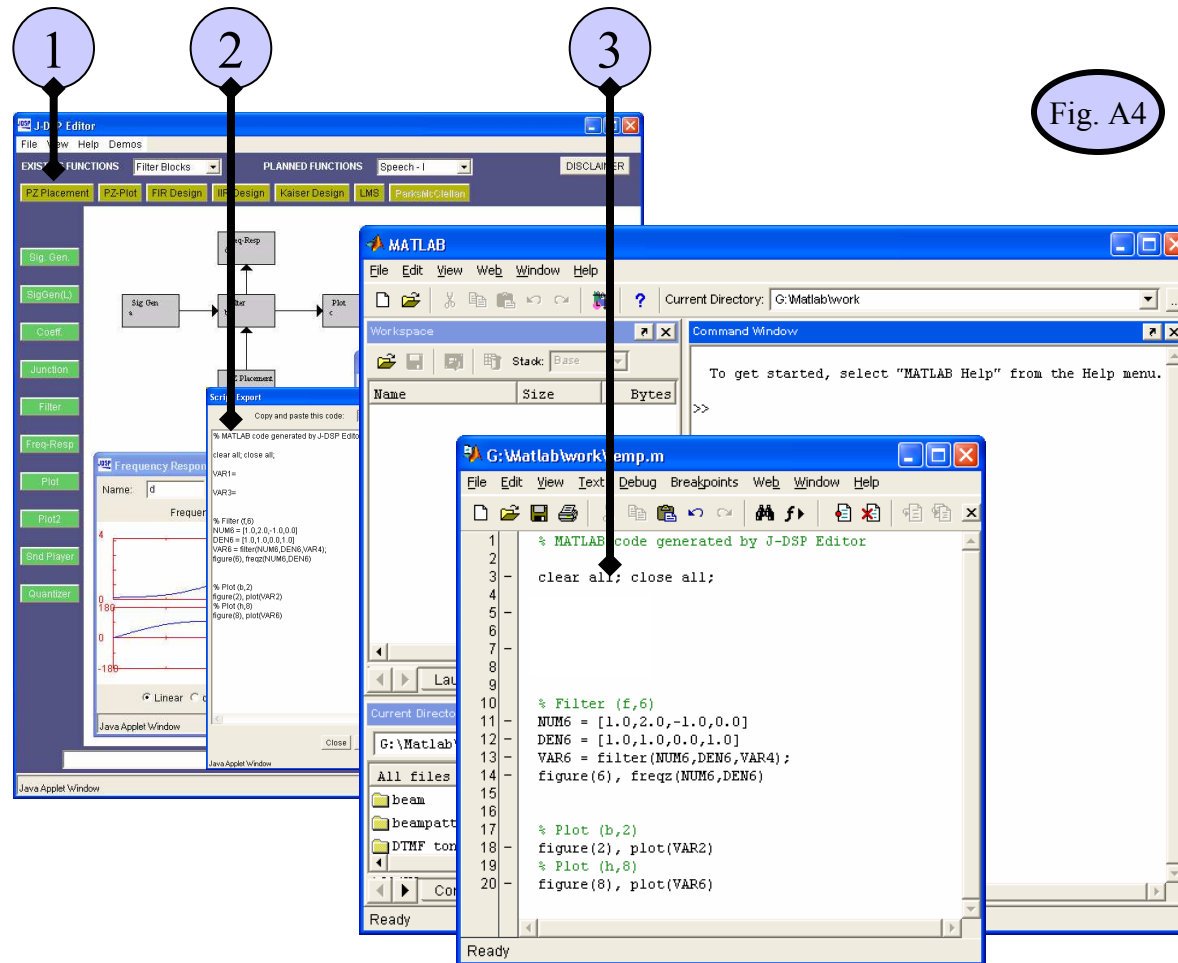 1
2
3
Fig. A4
J-DSP Editor
File View Help Demos
EXISTING FUNCTIONS Filter Blocks PLANNED FUNCTIONS Speech - I DISCLAIMER
PZ Placement PZ-Plot FIR Design IIR Design Kaiser Design LMS ParksMcClellan
Sig. Gen.
SigGen(L)
Coeff.
Junction
Filter
Freq-Resp
Plot
Plot2
Snd Player
Quantizer
Freq-Resp
Sig Gen
a
Filter
b
Plot
c
PZ Placement
Frequency Respon
Name: d
Frequen
4
0
180
0
-180
Linear
Java Applet Window
Java Applet Window
Script Export
Copy and paste this code:
% MATLAB code generated by J-DSP Editor
clear all; close all;
VAR1=
VAR3=
% Filter (f,6)
NUM6 = [1.0,2.0,-1.0,0.0]
DEN6 = [1.0,1.0,0.0,1.0]
VAR6 = filter(NUM6,DEN6,VAR4);
figure(6), freqz(NUM6,DEN6)
% Plot (b,2)
figure(2), plot(VAR2)
% Plot (h,8)
figure(8), plot(VAR6)
Close
Java Applet Window
MATLAB
File Edit View Web Window Help
? Current Directory: G:\Matlab\work ...
Workspace
Stack: Base
Name Size Bytes
Lau
Current Directo
G:\Matlab\
All files
beam
beampatt
DTMF ton
Con
Ready
Command Window
To get started, select "MATLAB Help" from the Help menu.
>>
G:\Matlab\work\temp.m
File Edit View Text Debug Breakpoints Web Window Help
1 % MATLAB code generated by J-DSP Editor
2
3 - clear all; close all;
4
5 -
6
7 -
8
9
10 % Filter (f,6)
11 - NUM6 = [1.0,2.0,-1.0,0.0]
12 - DEN6 = [1.0,1.0,0.0,1.0]
13 - VAR6 = filter(NUM6,DEN6,VAR4);
14 - figure(6), freqz(NUM6,DEN6)
15
16
17 % Plot (b,2)
18 - figure(2), plot(VAR2)
19 % Plot (h,8)
20 - figure(8), plot(VAR6)
Ready